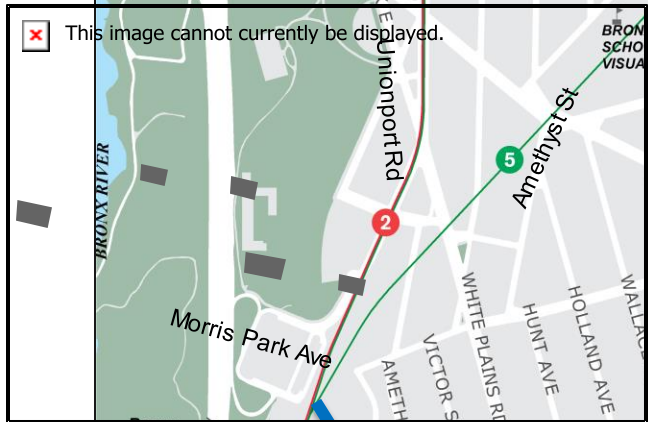 This image cannot currently be displayed.
BRON
SCHO
VISUA
Unionport Rd
Amethyst St
5
2
BRONX RIVER
Morris Park Ave
WHITE PLAINS RD
HUNT AVE
HOLLAND AVE
WALLAC
VICTOR S
AMETH